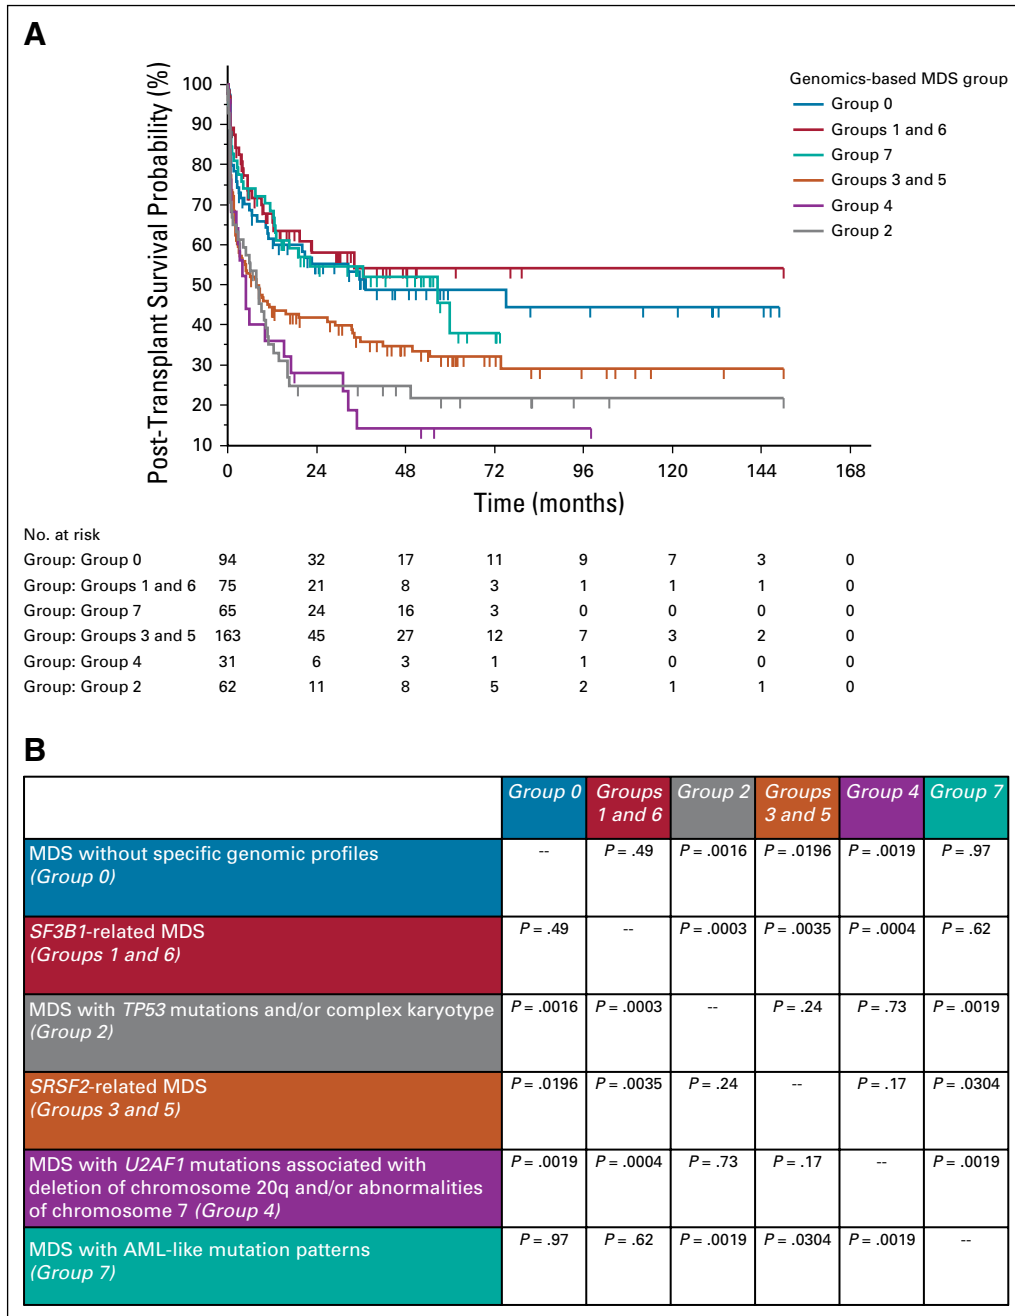 A
Post-Transplant Survival Probability (%)
100
90
80
70
60
50
40
30
20
10
0 24 48 72 96 120 144 168
Time (months)
Genomics-based MDS group
Group 0
Groups 1 and 6
Group 7
Groups 3 and 5
Group 4
Group 2
No. at risk
Group: Group 0 94 32 17 11 9 7 3 0
Group: Groups 1 and 6 75 21 8 3 1 1 1 0
Group: Group 7 65 24 16 3 0 0 0 0
Group: Groups 3 and 5 163 45 27 12 7 3 2 0
Group: Group 4 31 6 3 1 1 0 0 0
Group: Group 2 62 11 8 5 2 1 1 0
B
Group 0 Groups 1 and 6 Group 2 Groups 3 and 5 Group 4 Group 7
MDS without specific genomic profiles -- P = .49 P = .0016 P = .0196 P = .0019 P = .97
(Group 0)
SF3B1-related MDS P = .49 -- P = .0003 P = .0035 P = .0004 P = .62
(Groups 1 and 6)
MDS with TP53 mutations and/or complex karyotype P = .0016 P = .0003 -- P = .24 P = .73 P = .0019
(Group 2)
SRSF2-related MDS P = .0196 P = .0035 P = .24 -- P = .17 P = .0304
(Groups 3 and 5)
MDS with U2AF1 mutations associated with P = .0019 P = .0004 P = .73 P = .17 -- P = .0019
deletion of chromosome 20q and/or abnormalities
of chromosome 7 (Group 4)
MDS with AML-like mutation patterns P = .97 P = .62 P = .0019 P = .0304 P = .0019 --
(Group 7)